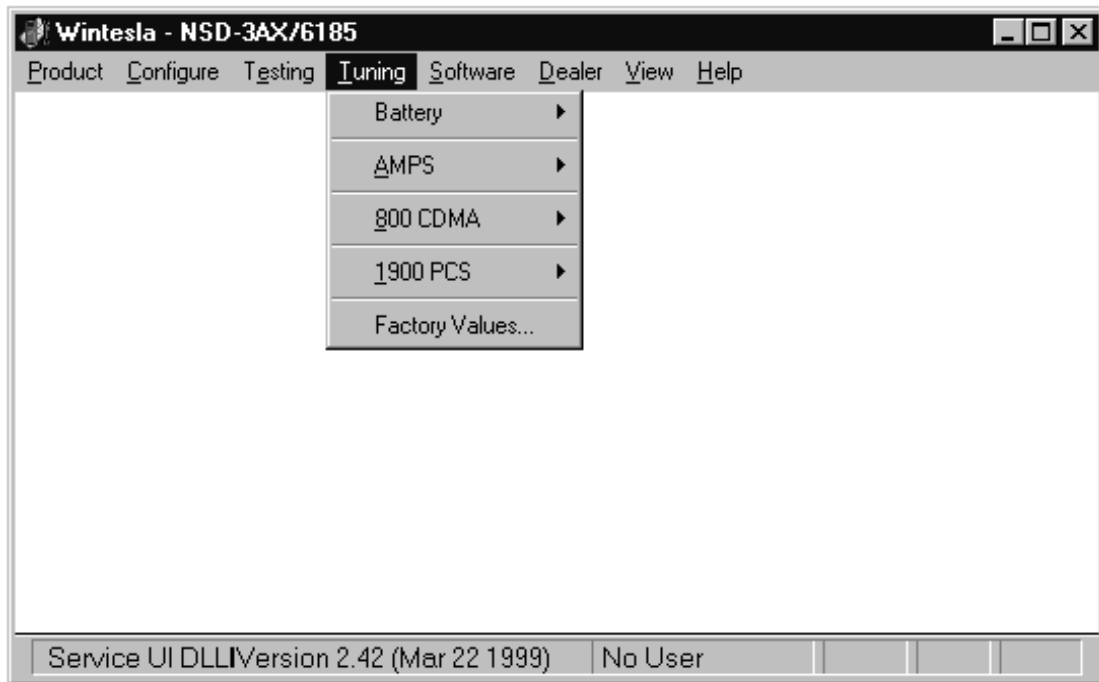 Wintesla - NSD-3AX/6185
Product Configure Testing Tuning Software Dealer View Help
Battery
AMPS
800 CDMA
1900 PCS
Factory Values...
Service UI DLLIVersion 2.42 (Mar 22 1999) No User